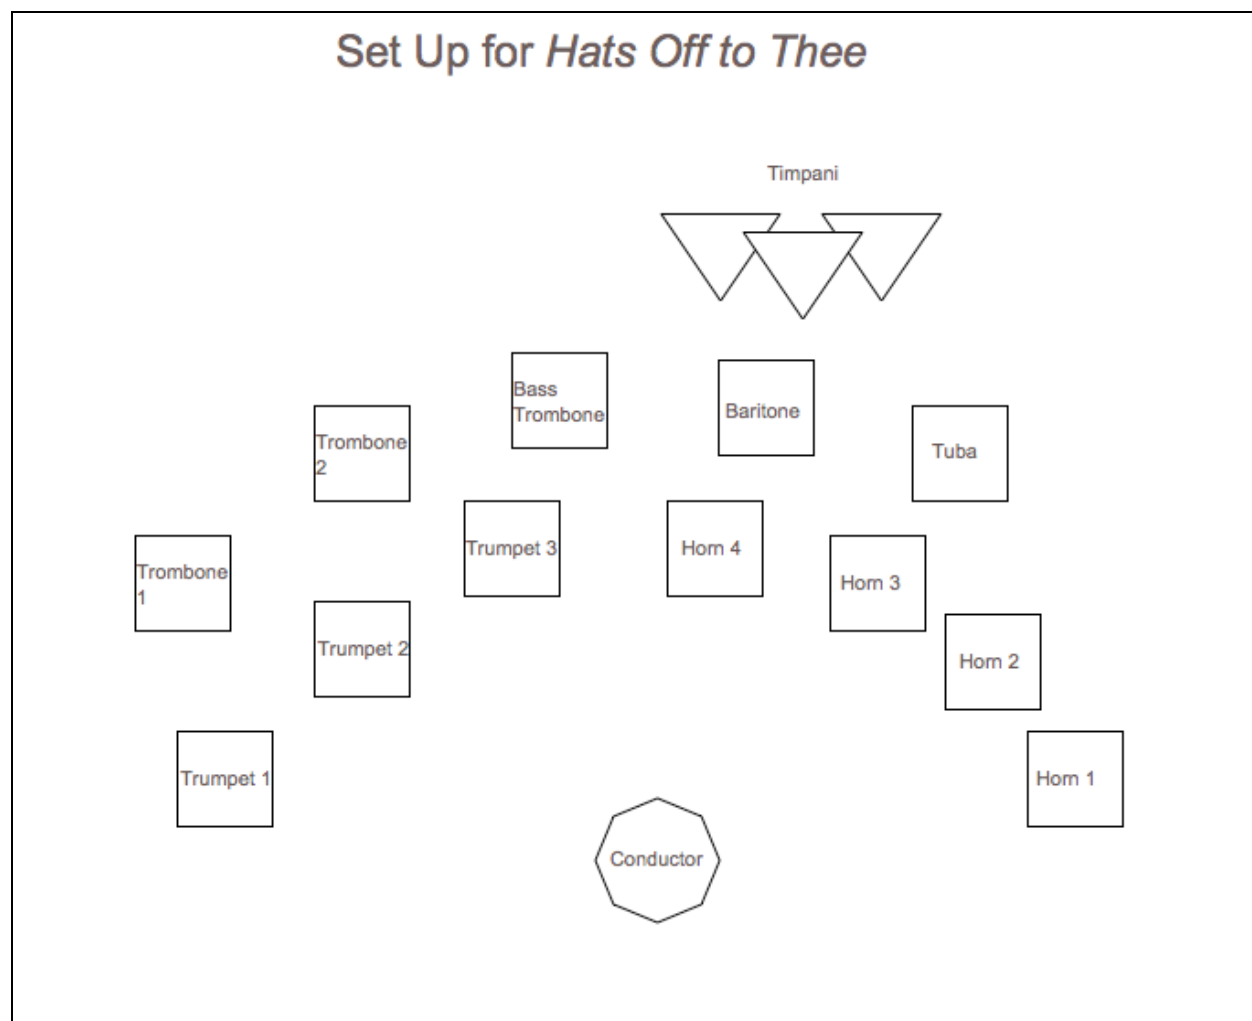 Set Up for Hats Off to Thee
Timpani
Bass
Trombone
Baritone
Trombone
2
Tuba
Trumpet 3
Horn 4
Trombone
1
Horn 3
Trumpet 2
Horn 2
Trumpet 1
Horn 1
Conductor